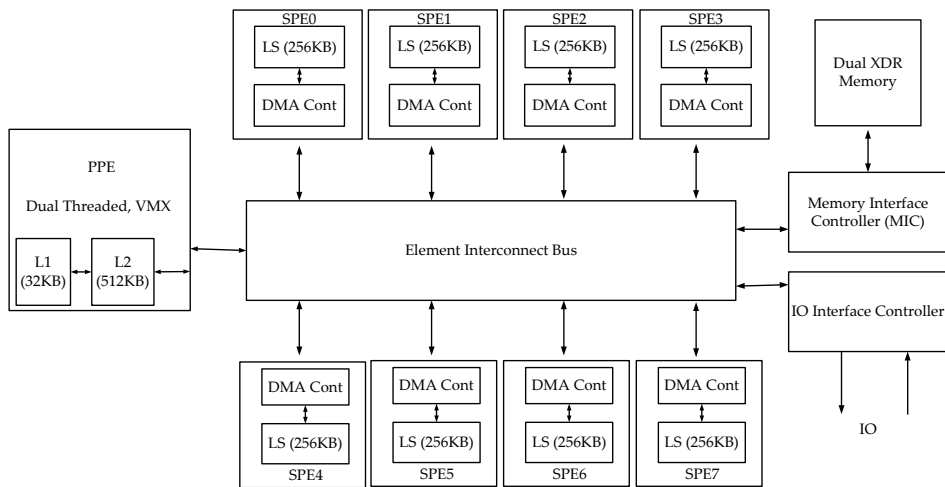 SPE0
LS (256KB)
DMA Cont
SPE1
LS (256KB)
DMA Cont
SPE2
LS (256KB)
DMA Cont
SPE3
LS (256KB)
DMA Cont
Dual XDR
Memory
PPE
Dual Threaded, VMX
L1
(32KB)
L2
(512KB)
Element Interconnect Bus
Memory Interface
Controller (MIC)
IO Interface Controller
IO
DMA Cont
LS (256KB)
SPE4
DMA Cont
LS (256KB)
SPE5
DMA Cont
LS (256KB)
SPE6
DMA Cont
LS (256KB)
SPE7